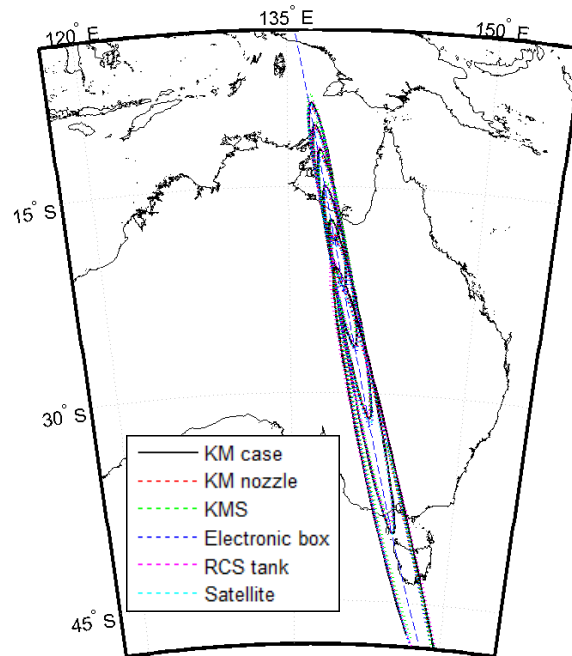 120° E
135° E
150° E
15° S
30° S
45° S
KM case
KM nozzle
KMS
Electronic box
RCS tank
Satellite